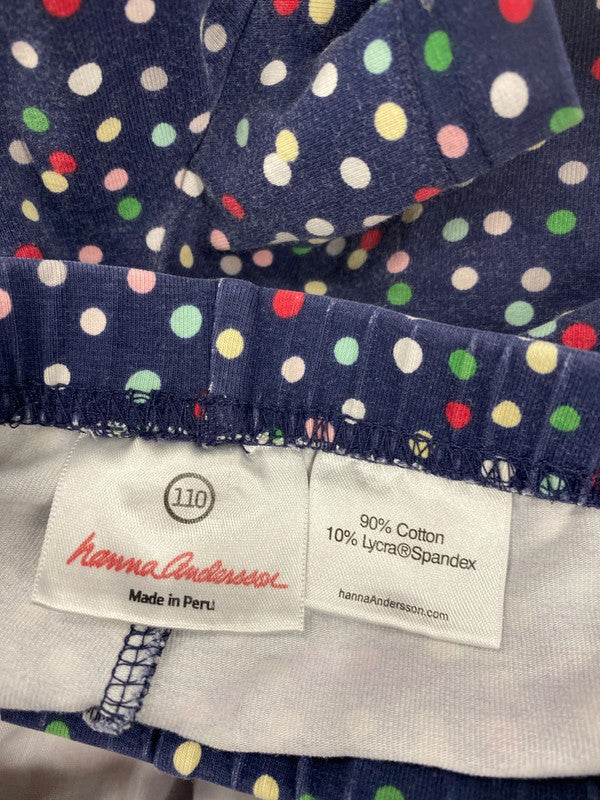 110
hanna Andersson
Made in Peru
90% Cotton
10% Lycra®Spandex
hannaAndersson.com